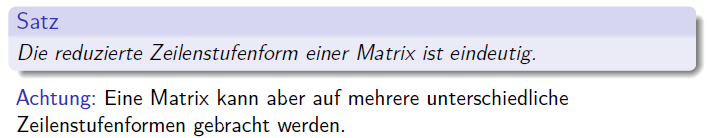 Satz
Die reduzierte Zeilenstufenform einer Matrix ist eindeutig.
Achtung: Eine Matrix kann aber auf mehrere unterschiedliche
Zeilenstufenformen gebracht werden.